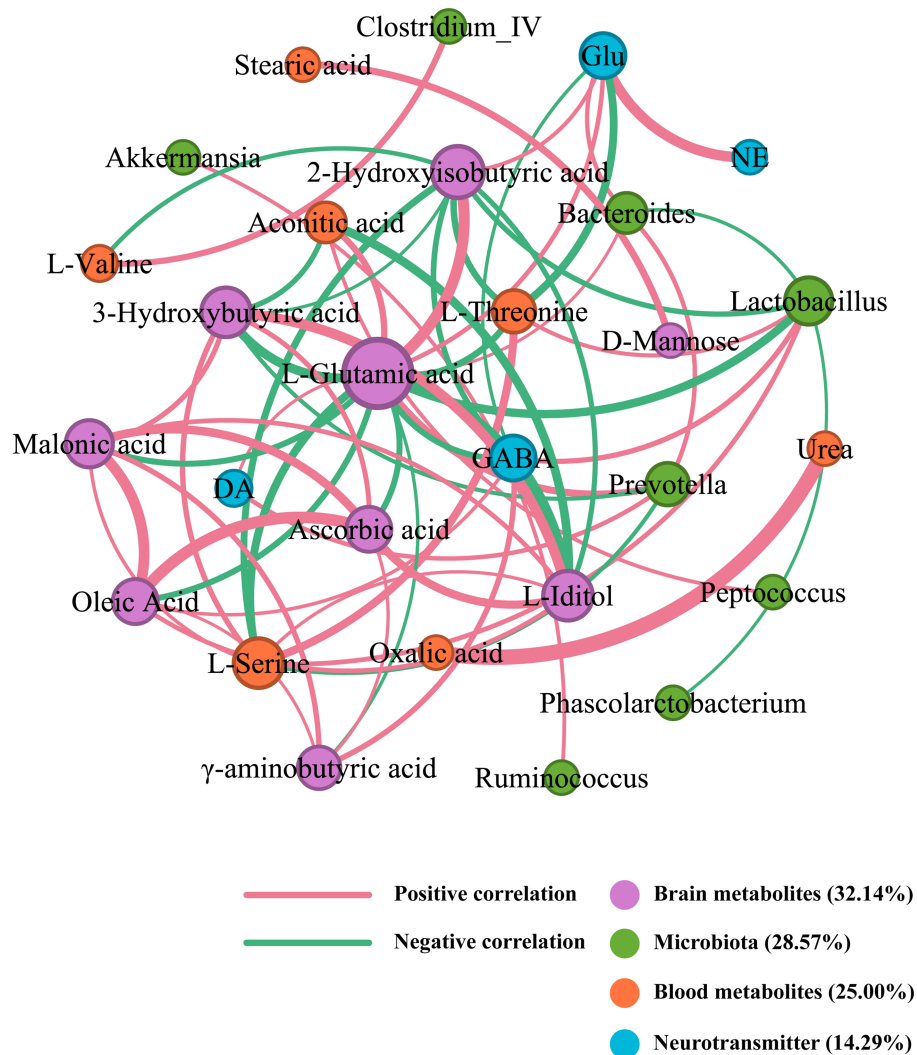 Clostridium_IV
Glu
Stearic acid
Akkermansia
NE
2-Hydroxyisobutyric acid
Bacteroides
Aconitic acid
L-Valine
3-Hydroxybutyric acid
L-Threonine
Lactobacillus
D-Mannose
L-Glutamic acid
Malonic acid
GABA
Urea
DA
Prevotella
Ascorbic acid
Oleic Acid
L-Iditol
Peptococcus
L-Serine
Oxalic acid
Phascolarctobacterium
γ-aminobutyric acid
Ruminococcus
Positive correlation
Negative correlation
Brain metabolites (32.14%)
Microbiota (28.57%)
Blood metabolites (25.00%)
Neurotransmitter (14.29%)